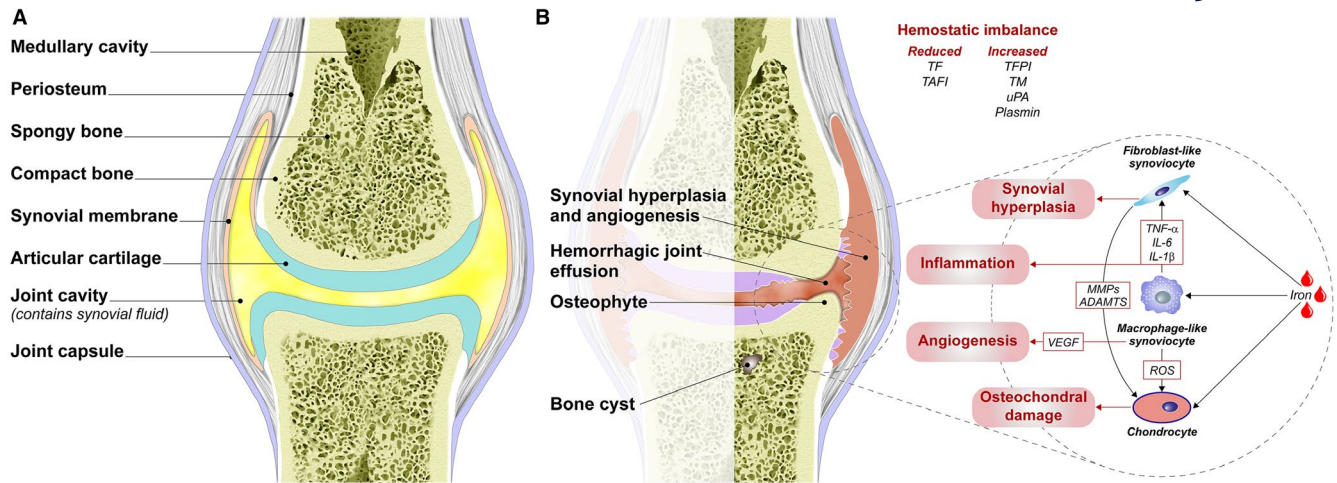 A
Medullary cavity
Periosteum
Spongy bone
Compact bone
Synovial membrane
Articular cartilage
Joint cavity
(contains synovial fluid)
Joint capsule
B
Synovial hyperplasia
and angiogenesis
Hemorrhagic joint
effusion
Osteophyte
Bone cyst
Hemostatic imbalance
Reduced
TF
TAFI
Increased
TFPI
TM
uPA
Plasmin
Fibroblast-like
synoviocyte
Synovial
hyperplasia
TNF-α
IL-6
IL-1β
Inflammation
MMPs
ADAMTS
Iron
Macrophage-like
synoviocyte
Angiogenesis
VEGF
ROS
Osteochondral
damage
Chondrocyte